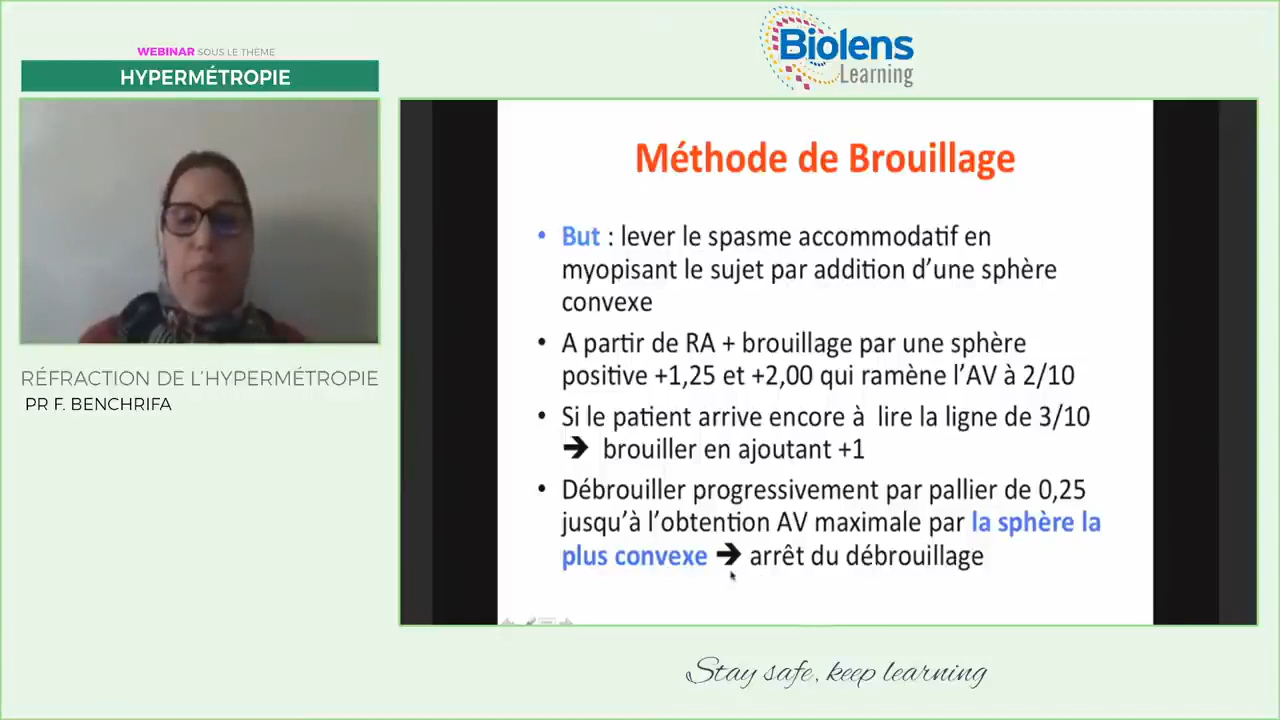 WEBINAR SOUS LE THÈME
HYPERMÉTROPIE
Biolens
Learning
RÉFRACTION DE L'HYPERMÉTROPIE
PR F. BENCHRIFA
Méthode de Brouillage
• But : lever le spasme accommodatif en
myopisant le sujet par addition d'une sphère
convexe
• A partir de RA + brouillage par une sphère
positive +1,25 et +2,00 qui ramène l'AV à 2/10
• Si le patient arrive encore à lire la ligne de 3/10
➔ brouiller en ajoutant +1
• Débrouiller progressivement par pallier de 0,25
jusqu'à l'obtention AV maximale par la sphère la
plus convexe ➔ arrêt du débrouillage
Stay safe, keep learning